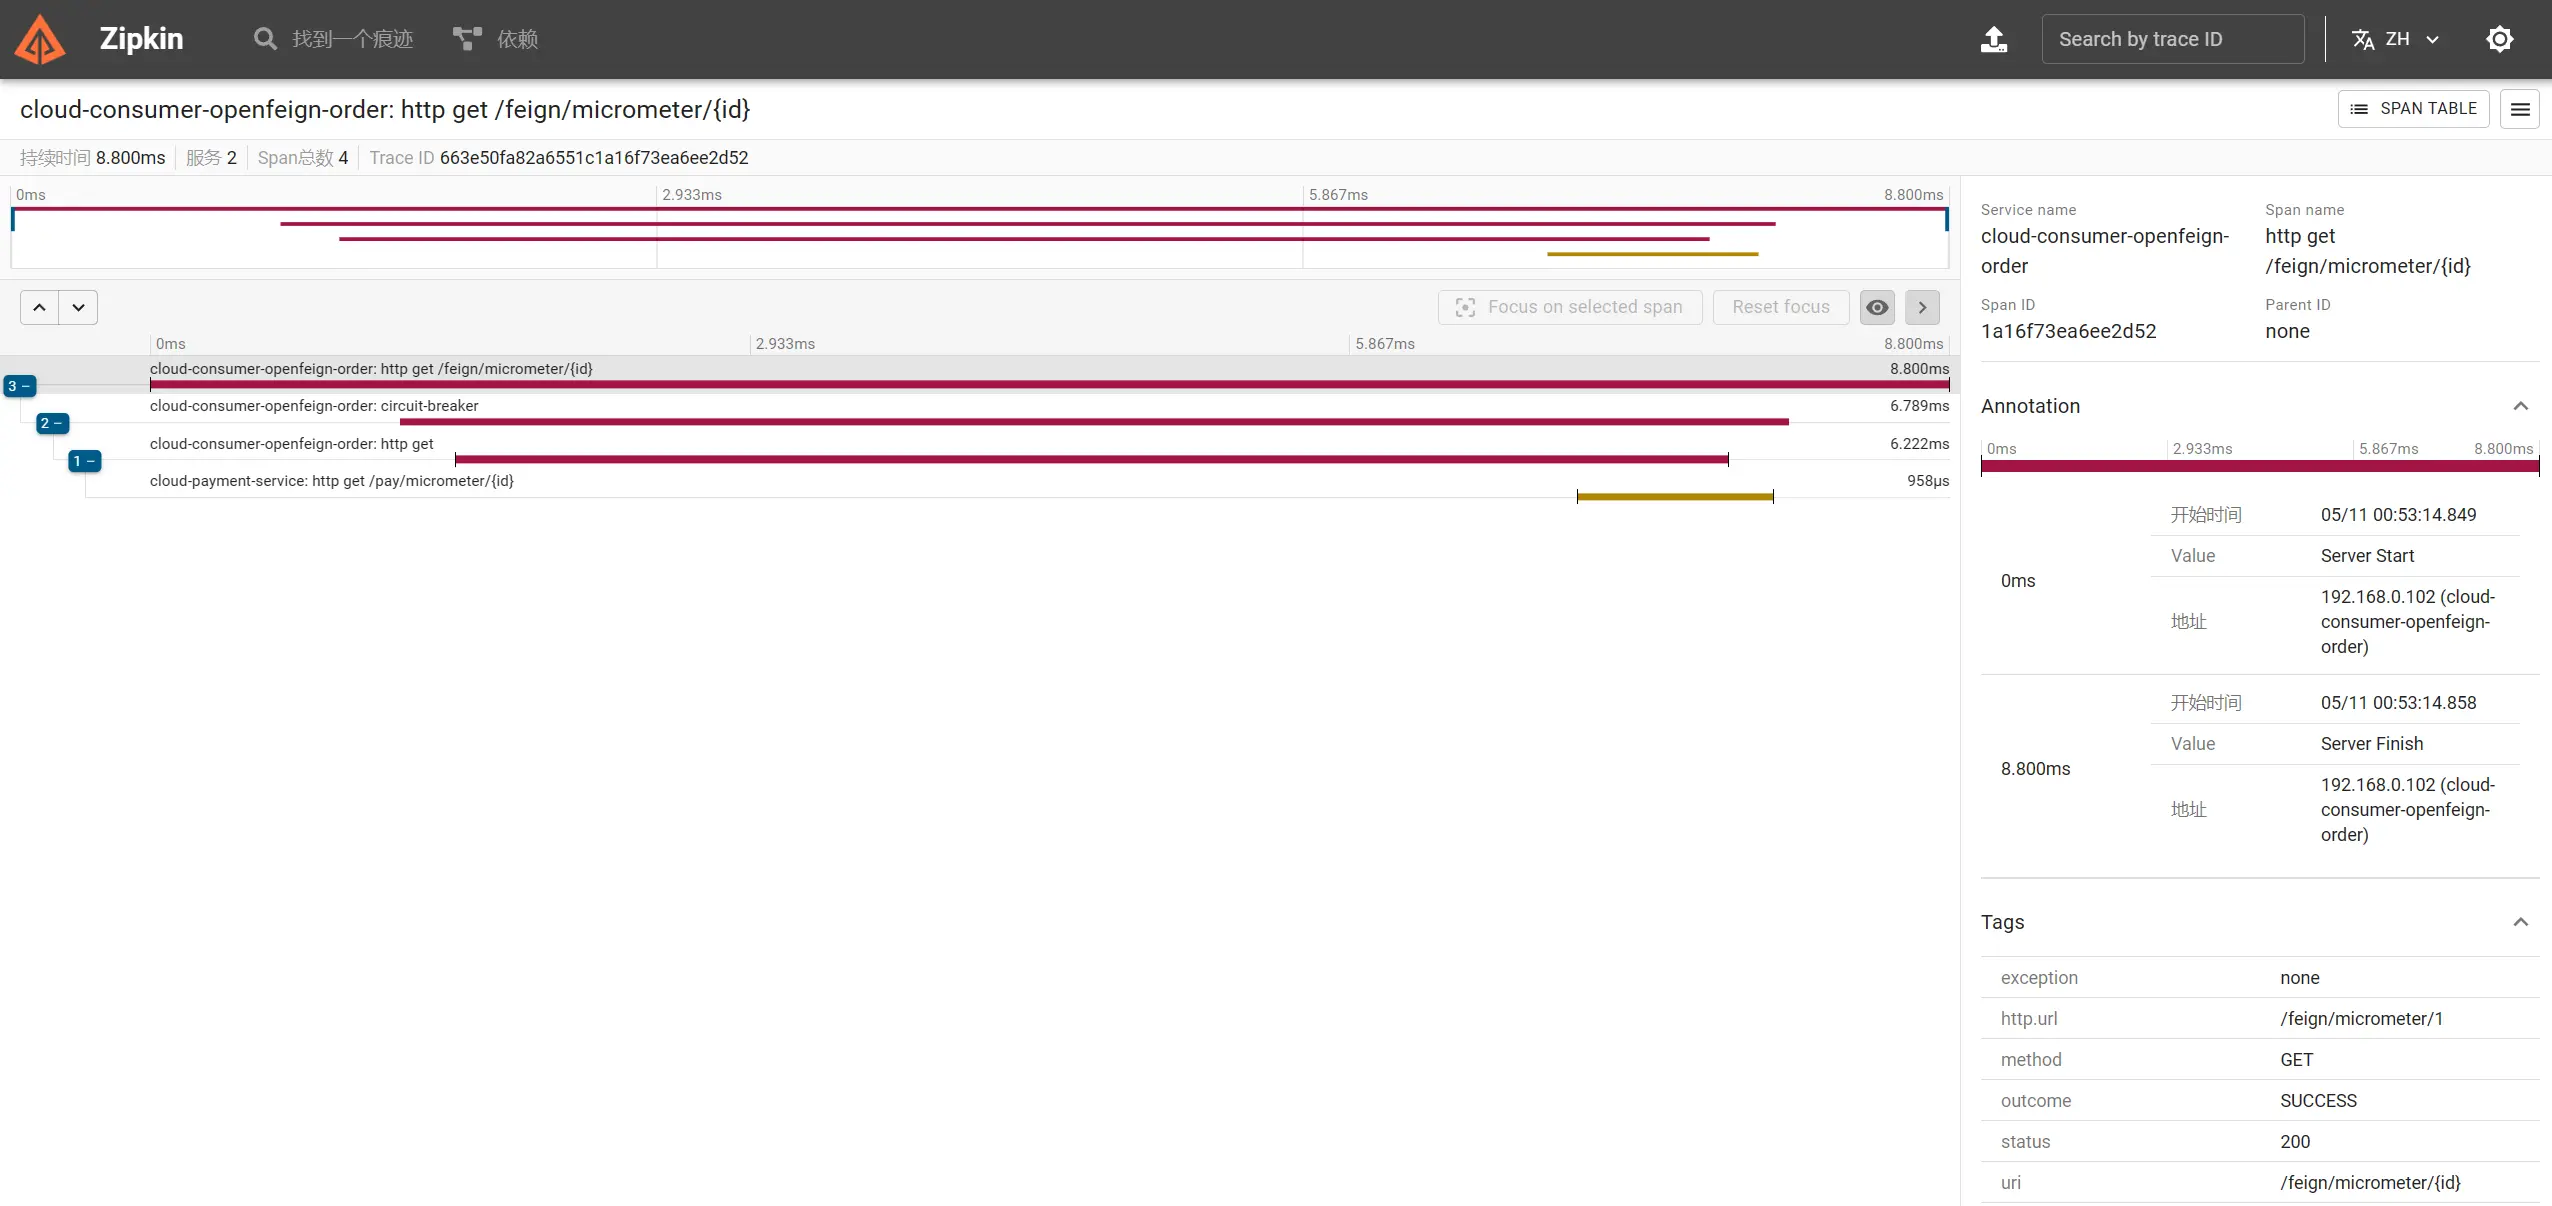 Zipkin
找到一个痕迹
依赖
Search by trace ID
ZH
cloud-consumer-openfeign-order: http get /feign/micrometer/{id}
SPAN TABLE
持续时间 8.800ms 服务 2 Span总数 4 Trace ID 663e50fa82a6551c1a16f73ea6ee2d52
0ms 2.933ms 5.867ms 8.800ms
Focus on selected span
Reset focus
0ms 2.933ms 5.867ms 8.800ms
cloud-consumer-openfeign-order: http get /feign/micrometer/{id} 8.800ms
3 −
cloud-consumer-openfeign-order: circuit-breaker 6.789ms
2 −
cloud-consumer-openfeign-order: http get 6.222ms
1 −
cloud-payment-service: http get /pay/micrometer/{id} 958µs
Service name
cloud-consumer-openfeign-
order
Span name
http get
/feign/micrometer/{id}
Span ID
1a16f73ea6ee2d52
Parent ID
none
Annotation
0ms 2.933ms 5.867ms 8.800ms
0ms
开始时间 05/11 00:53:14.849
Value Server Start
地址
192.168.0.102 (cloud-
consumer-openfeign-
order)
8.800ms
开始时间 05/11 00:53:14.858
Value Server Finish
地址
192.168.0.102 (cloud-
consumer-openfeign-
order)
Tags
exception none
http.url /feign/micrometer/1
method GET
outcome SUCCESS
status 200
uri /feign/micrometer/{id}